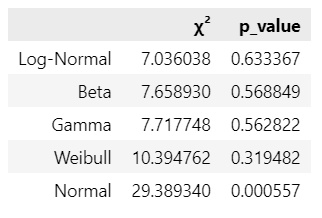 χ² p_value
Log-Normal 7.036038 0.633367
Beta 7.658930 0.568849
Gamma 7.717748 0.562822
Weibull 10.394762 0.319482
Normal 29.389340 0.000557